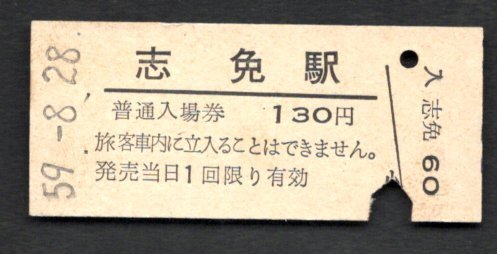 59.-8.28
志免駅
普通入場券 130円
旅客車内に立入ることはできません。
発売当日1回限り有効
入 志免 60
小